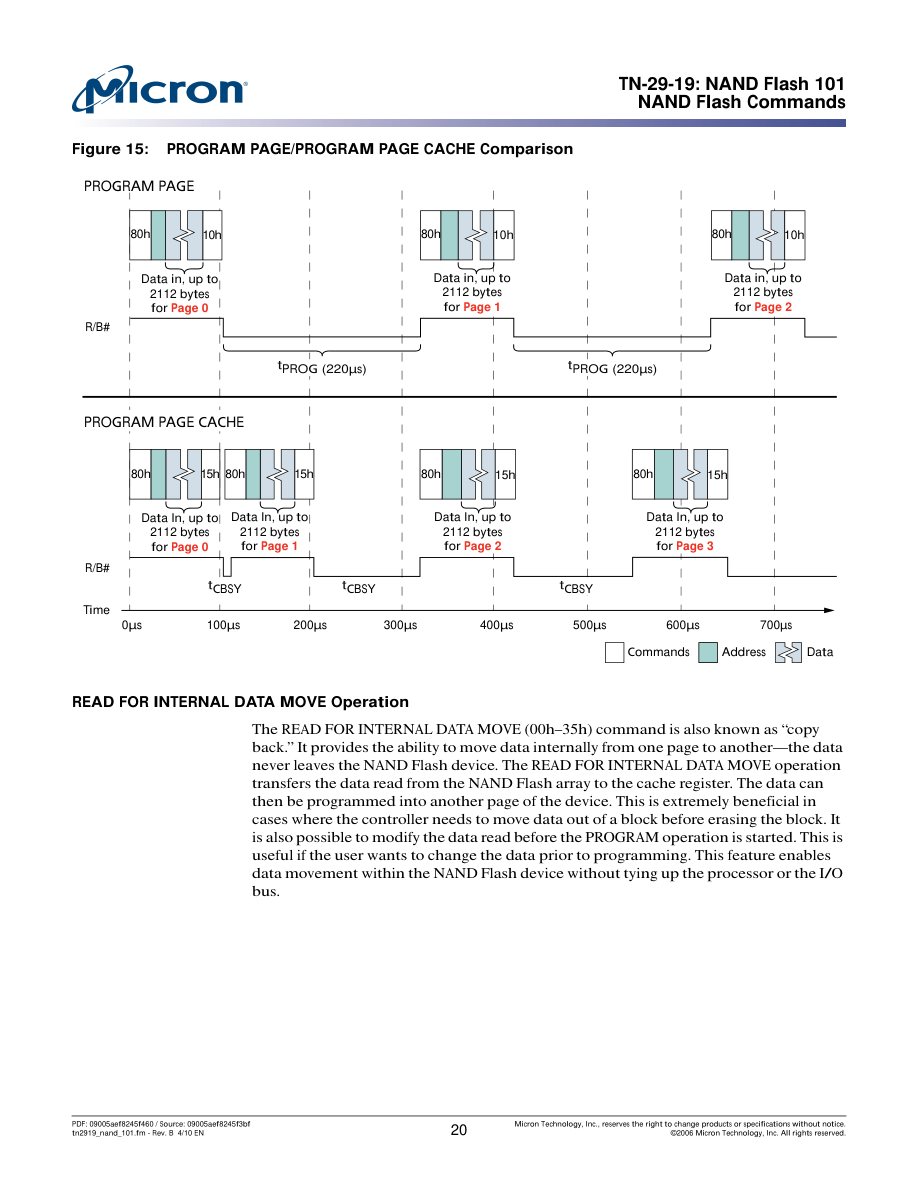 Micron®
TN-29-19: NAND Flash 101
NAND Flash Commands
Figure 15: PROGRAM PAGE/PROGRAM PAGE CACHE Comparison
PROGRAM PAGE
80h 10h 80h 10h 80h 10h
Data in, up to Data in, up to Data in, up to
2112 bytes 2112 bytes 2112 bytes
for Page 0 for Page 1 for Page 2
R/B#
tPROG (220µs) tPROG (220µs)
PROGRAM PAGE CACHE
80h 15h 80h 15h 80h 15h 80h 15h
Data In, up to Data In, up to Data In, up to Data In, up to
2112 bytes 2112 bytes 2112 bytes 2112 bytes
for Page 0 for Page 1 for Page 2 for Page 3
R/B#
tCBSY tCBSY tCBSY
Time
0µs 100µs 200µs 300µs 400µs 500µs 600µs 700µs
Commands Address Data
READ FOR INTERNAL DATA MOVE Operation
The READ FOR INTERNAL DATA MOVE (00h–35h) command is also known as “copy
back.” It provides the ability to move data internally from one page to another—the data
never leaves the NAND Flash device. The READ FOR INTERNAL DATA MOVE operation
transfers the data read from the NAND Flash array to the cache register. The data can
then be programmed into another page of the device. This is extremely beneficial in
cases where the controller needs to move data out of a block before erasing the block. It
is also possible to modify the data read before the PROGRAM operation is started. This is
useful if the user wants to change the data prior to programming. This feature enables
data movement within the NAND Flash device without tying up the processor or the I/O
bus.
PDF: 09005aef8245f460 / Source: 09005aef8245f3bf
tn2919_nand_101.fm - Rev. B 4/10 EN
20
Micron Technology, Inc., reserves the right to change products or specifications without notice.
©2006 Micron Technology, Inc. All rights reserved.